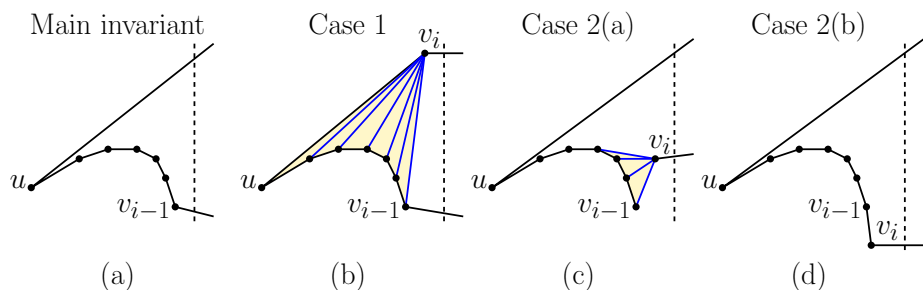 Main invariant Case 1 Case 2(a) Case 2(b)
v_i
u v_{i−1} u v_{i−1} u v_{i−1} v_i u v_{i−1} v_i
(a) (b) (c) (d)